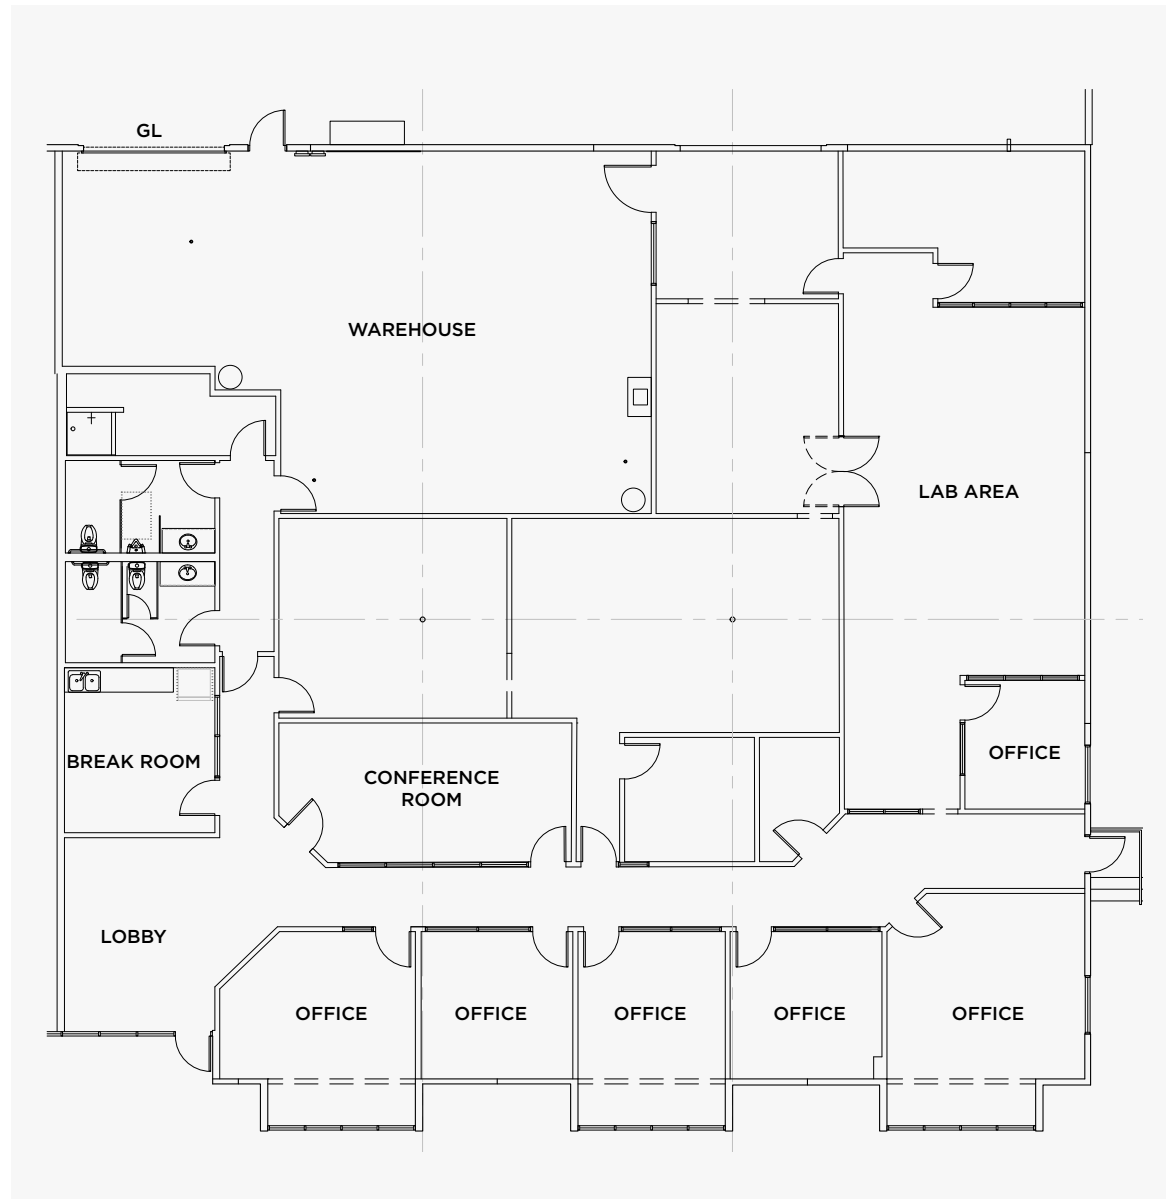 GL
WAREHOUSE
LAB AREA
BREAK ROOM
CONFERENCE
ROOM
OFFICE
LOBBY
OFFICE
OFFICE
OFFICE
OFFICE
OFFICE